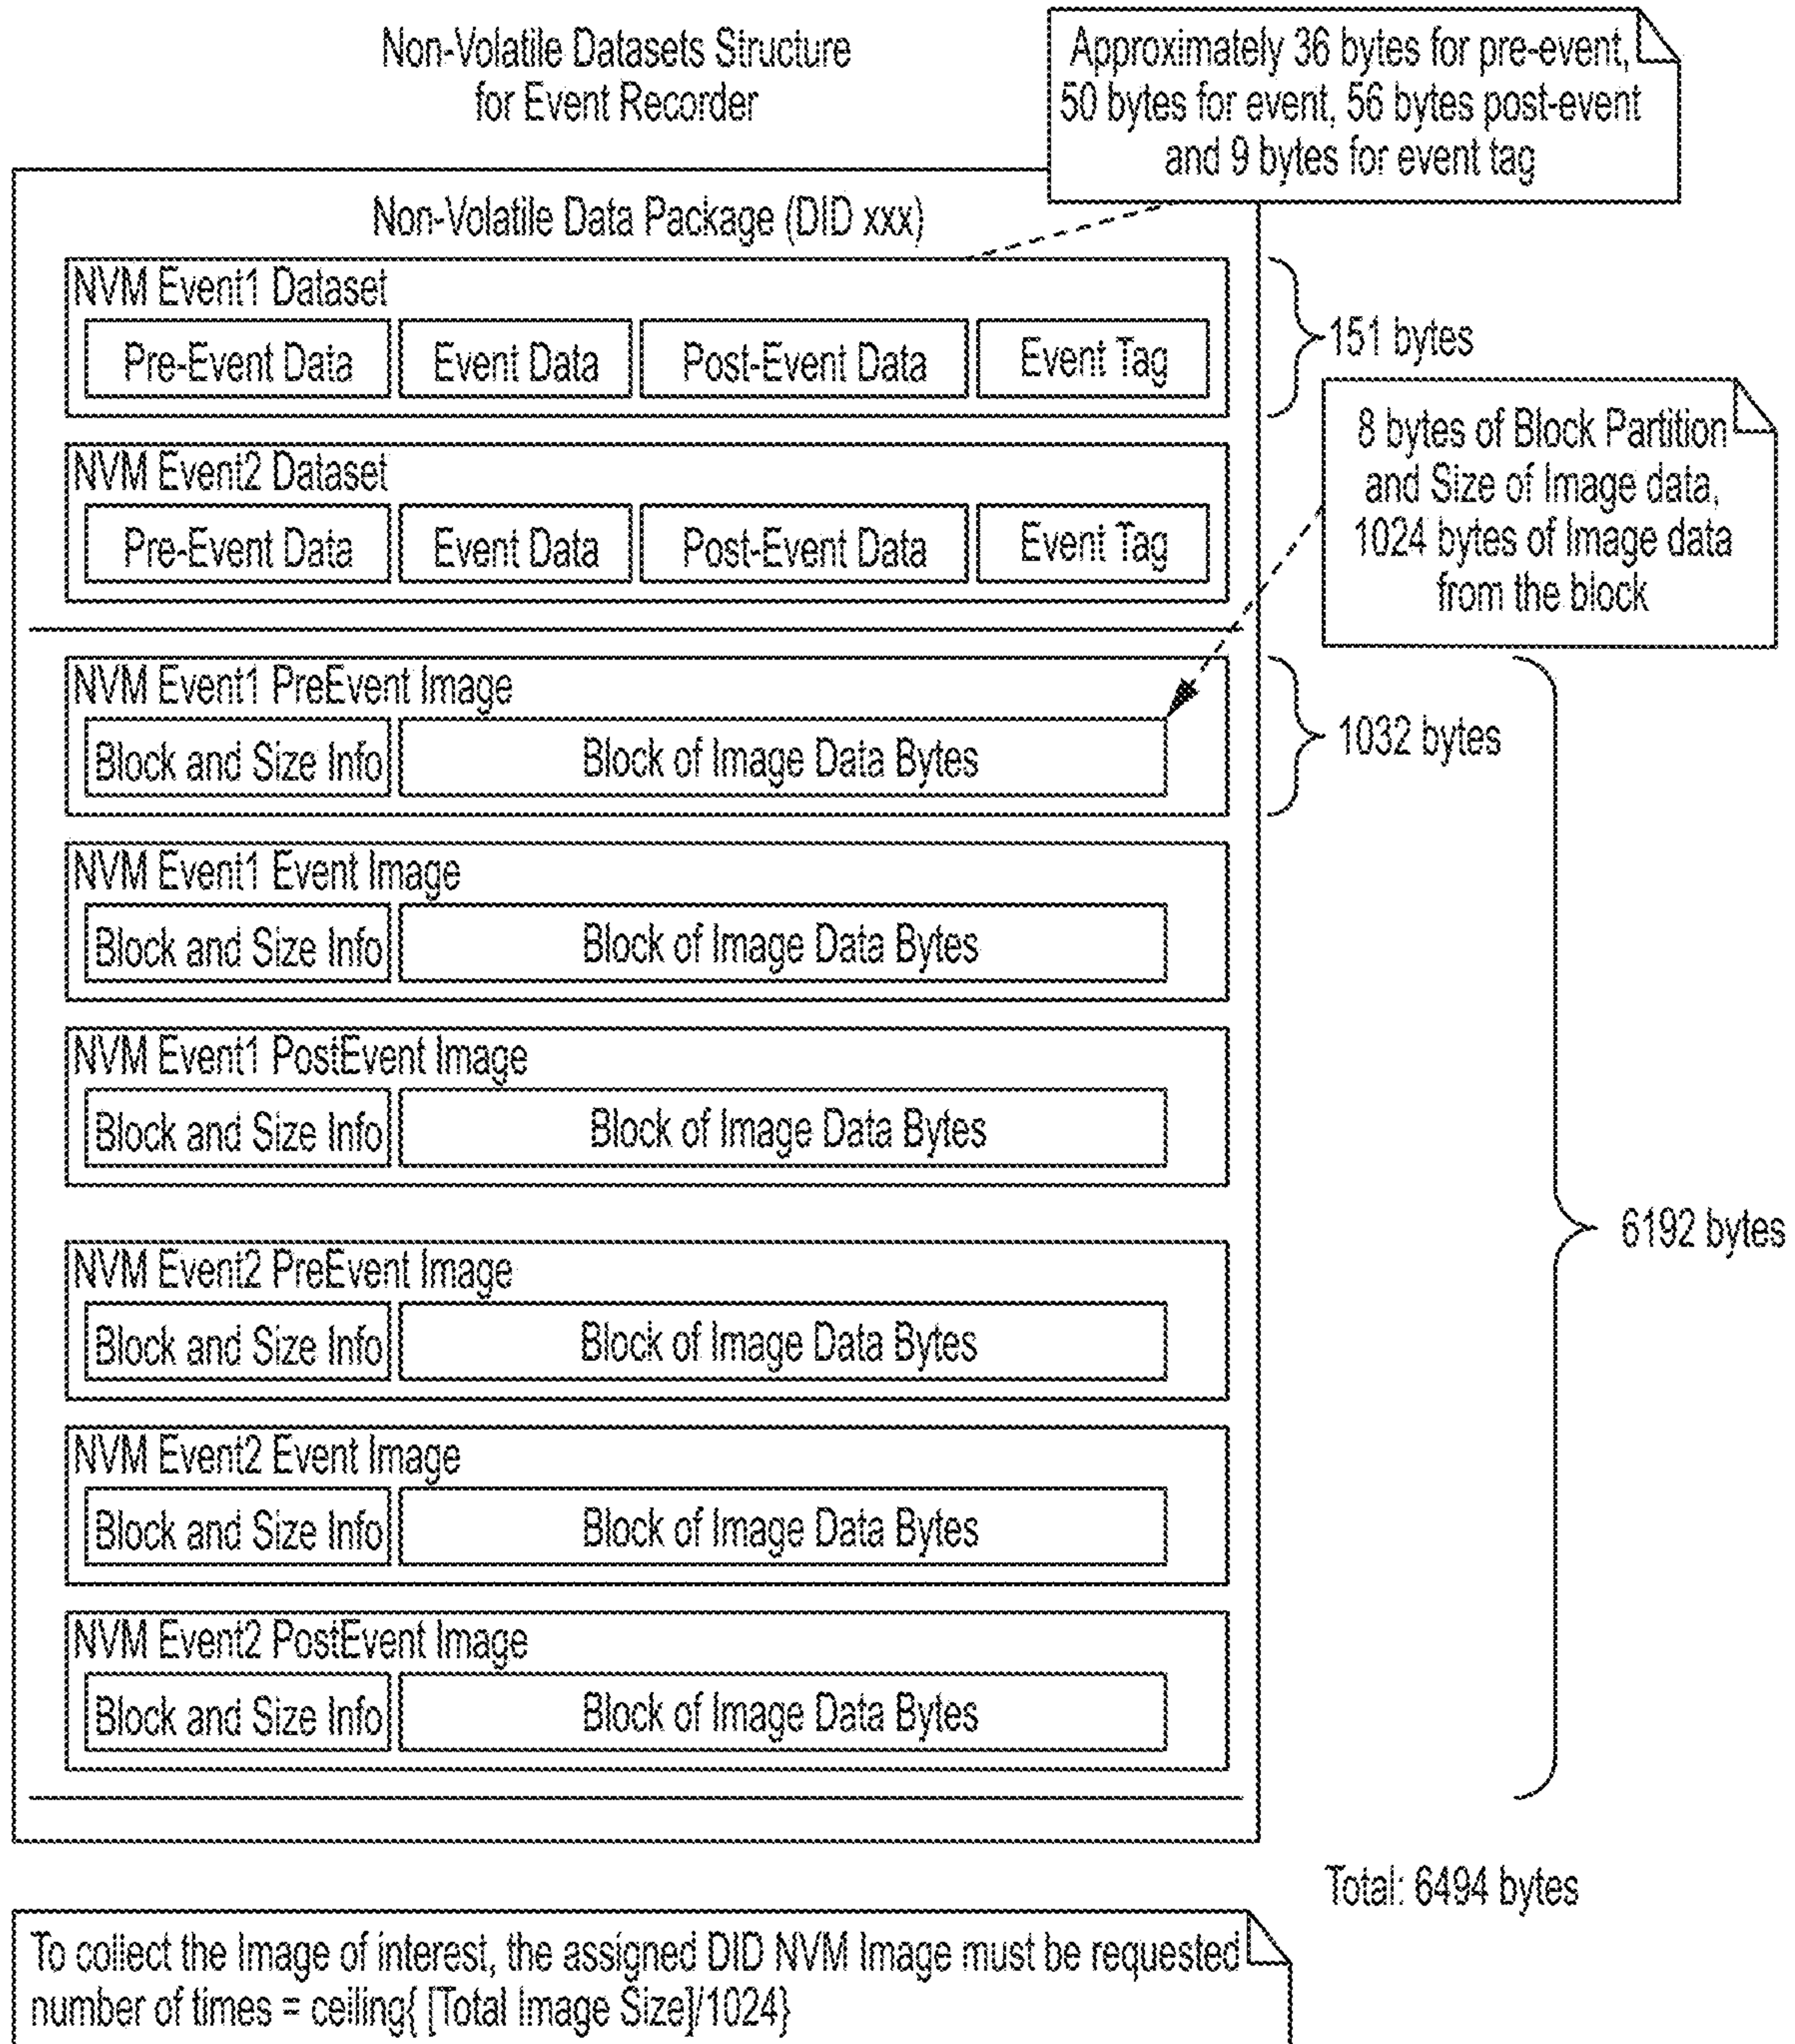 Non-Volatile Datasets Structure
for Event Recorder
Approximately 36 bytes for pre-event,
50 bytes for event, 56 bytes post-event
and 9 bytes for event tag
Non-Volatile Data Package (DID xxx)
NVM Event1 Dataset
Pre-Event Data Event Data Post-Event Data Event Tag
151 bytes
NVM Event2 Dataset
Pre-Event Data Event Data Post-Event Data Event Tag
8 bytes of Block Partition
and Size of Image data,
1024 bytes of Image data
from the block
NVM Event1 PreEvent Image
Block and Size Info Block of Image Data Bytes
1032 bytes
NVM Event1 Event Image
Block and Size Info Block of Image Data Bytes
NVM Event1 PostEvent Image
Block and Size Info Block of Image Data Bytes
NVM Event2 PreEvent Image
Block and Size Info Block of Image Data Bytes
NVM Event2 Event Image
Block and Size Info Block of Image Data Bytes
NVM Event2 PostEvent Image
Block and Size Info Block of Image Data Bytes
6192 bytes
Total: 6494 bytes
To collect the Image of interest, the assigned DID NVM Image must be requested
number of times = ceiling{ [Total Image Size]/1024}